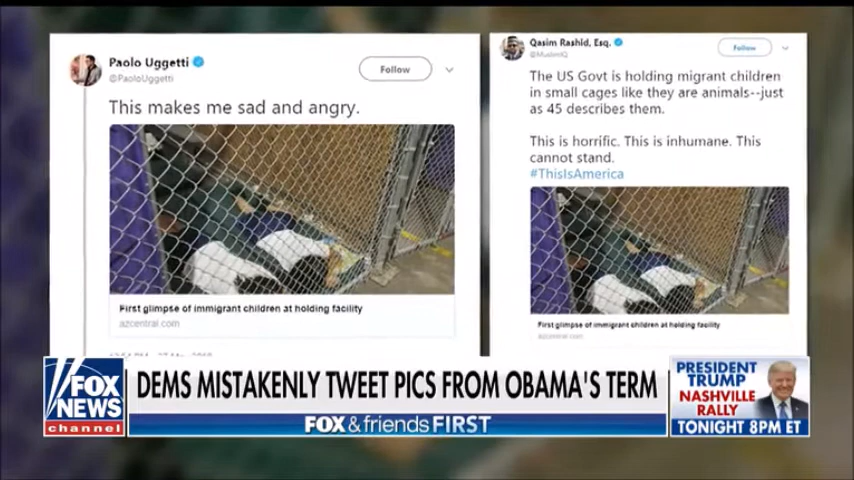 Paolo Uggetti
@PaoloUggetti
Follow
This makes me sad and angry.
First glimpse of immigrant children at holding facility
azcentral.com
Qasim Rashid, Esq.
@MuslimIQ
Follow
The US Govt is holding migrant children
in small cages like they are animals--just
as 45 describes them.
This is horrific. This is inhumane. This
cannot stand.
#ThisIsAmerica
First glimpse of immigrant children at holding facility
azcentral.com
FOX
NEWS
channel
DEMS MISTAKENLY TWEET PICS FROM OBAMA'S TERM
FOX & friends FIRST
PRESIDENT
TRUMP
NASHVILLE
RALLY
TONIGHT 8PM ET